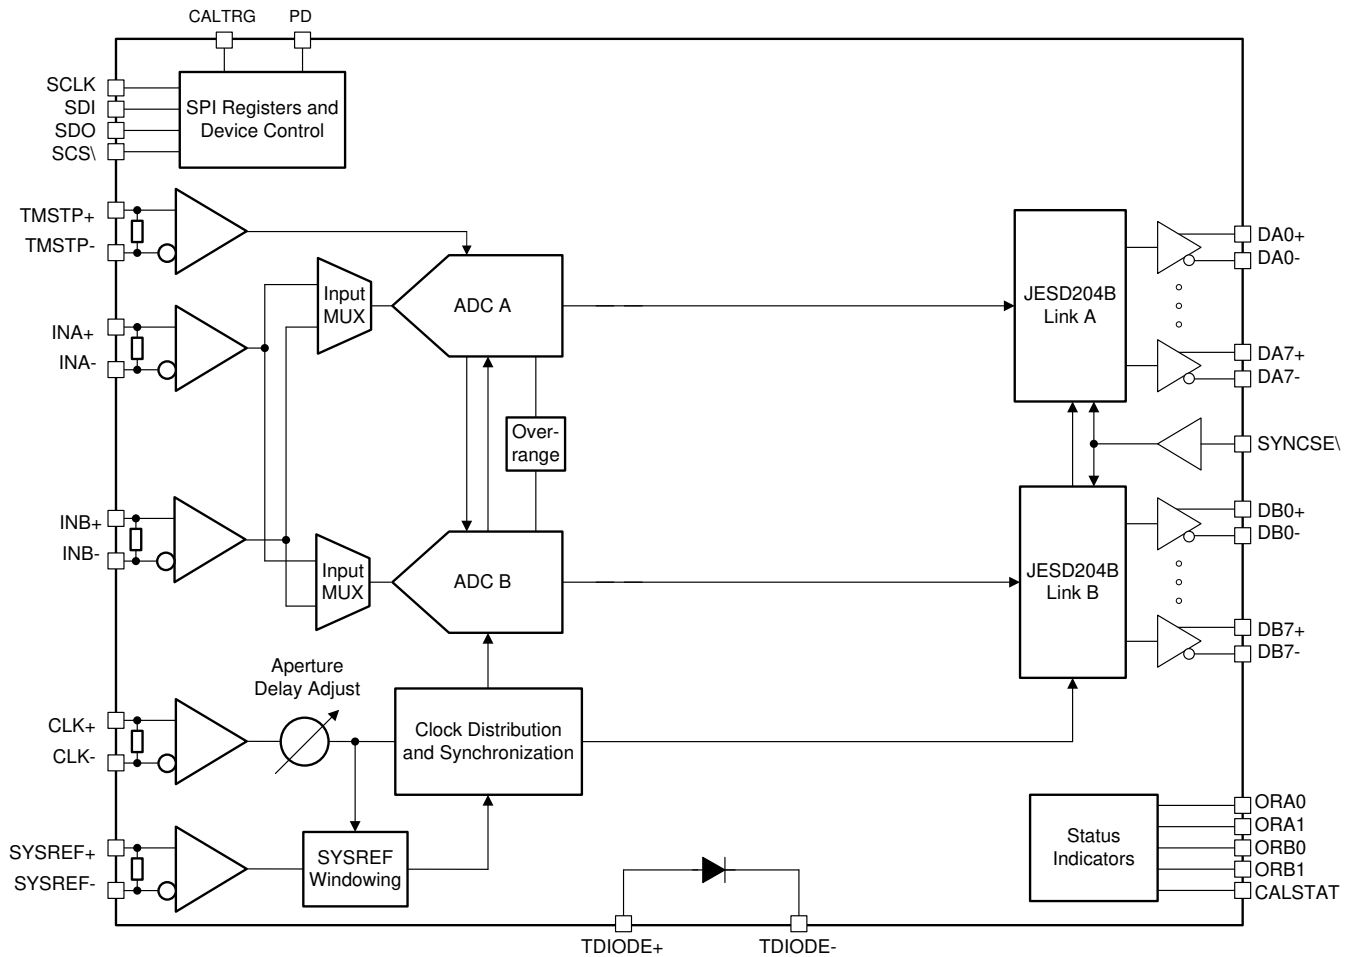 CALTRG
PD
SCLK
SDI
SDO
SCS\
SPI Registers and
Device Control
TMSTP+
TMSTP-
INA+
INA-
Input
MUX
ADC A
JESD204B
Link A
DA0+
DA0-
DA7+
DA7-
Over-
range
SYNCSE\
INB+
INB-
Input
MUX
ADC B
JESD204B
Link B
DB0+
DB0-
DB7+
DB7-
Aperture
Delay Adjust
CLK+
CLK-
Clock Distribution
and Synchronization
SYSREF+
SYSREF-
SYSREF
Windowing
Status
Indicators
ORA0
ORA1
ORB0
ORB1
CALSTAT
TDIODE+
TDIODE-